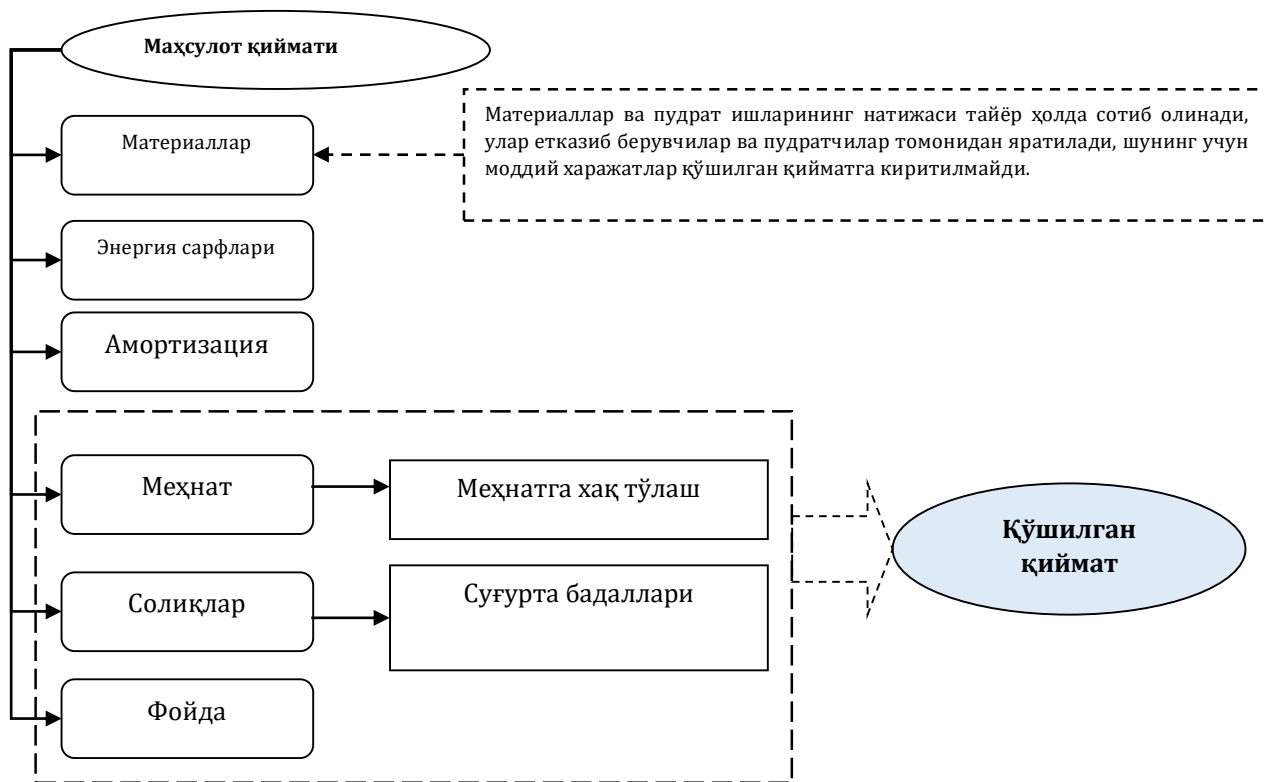 Маҳсулот қиймати
Материаллар ва пудрат ишларининг натижаси тайёр ҳолда сотиб олинади,
улар етказиб берувчилар ва пудратчилар томонидан яратилади, шунинг учун
моддий харажатлар қўшилган қийматга киритилмайди.
Материаллар
Энергия сарфлари
Амортизация
Меҳнат
Меҳнатга хақ тўлаш
Қўшилган
қиймат
Солиқлар
Суғурта бадаллари
Фойда